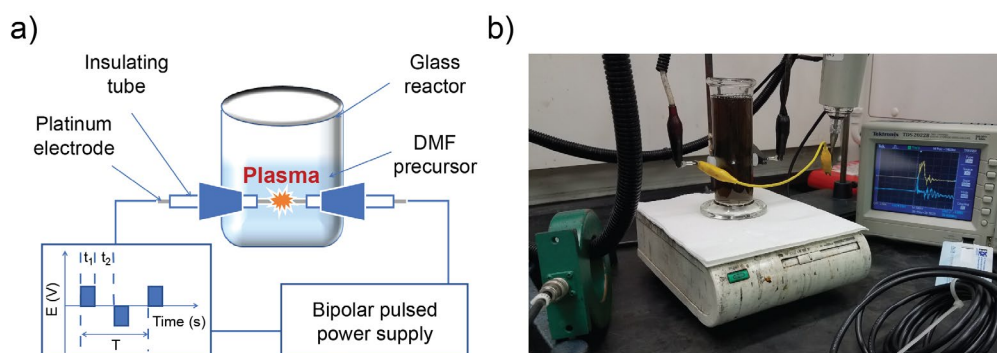 a)
Insulating
tube
Platinum
electrode
Glass
reactor
DMF
precursor
Plasma
E (V)
t₁ t₂
Time (s)
T
Bipolar pulsed
power supply
b)
Tektronix